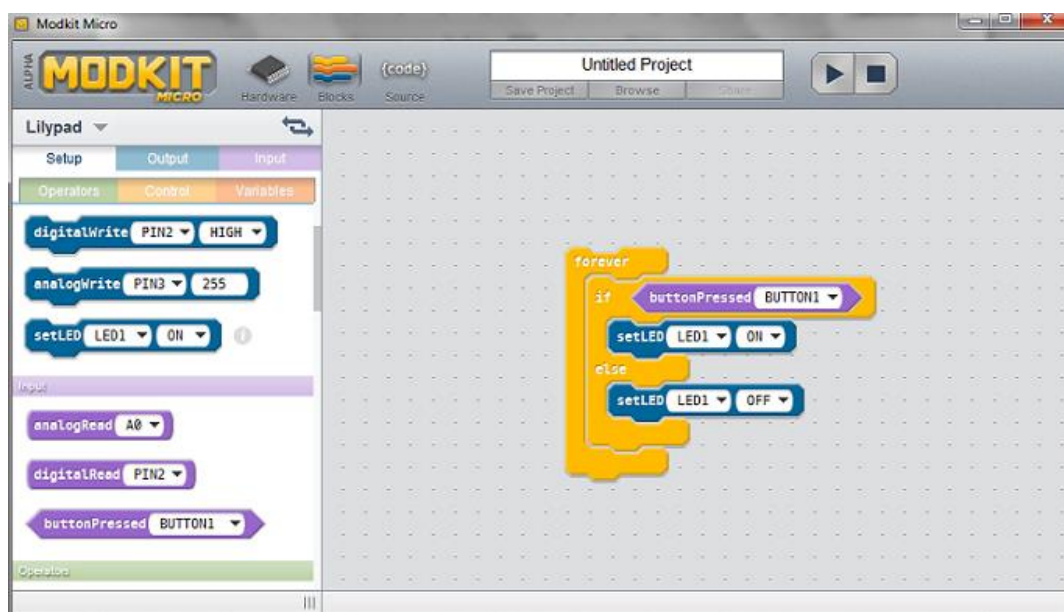 Modkit Micro
ALPHA
MODKIT
MICRO
Hardware
Blocks
{code}
Source
Untitled Project
Save Project
Browse
Share
Lilypad
Setup
Output
Input
Operators
Control
Variables
digitalWrite PIN2 HIGH
analogWrite PIN3 255
setLED LED1 ON
Input
analogRead A0
digitalRead PIN2
buttonPressed BUTTON1
Operators
forever
if buttonPressed BUTTON1
setLED LED1 ON
else
setLED LED1 OFF